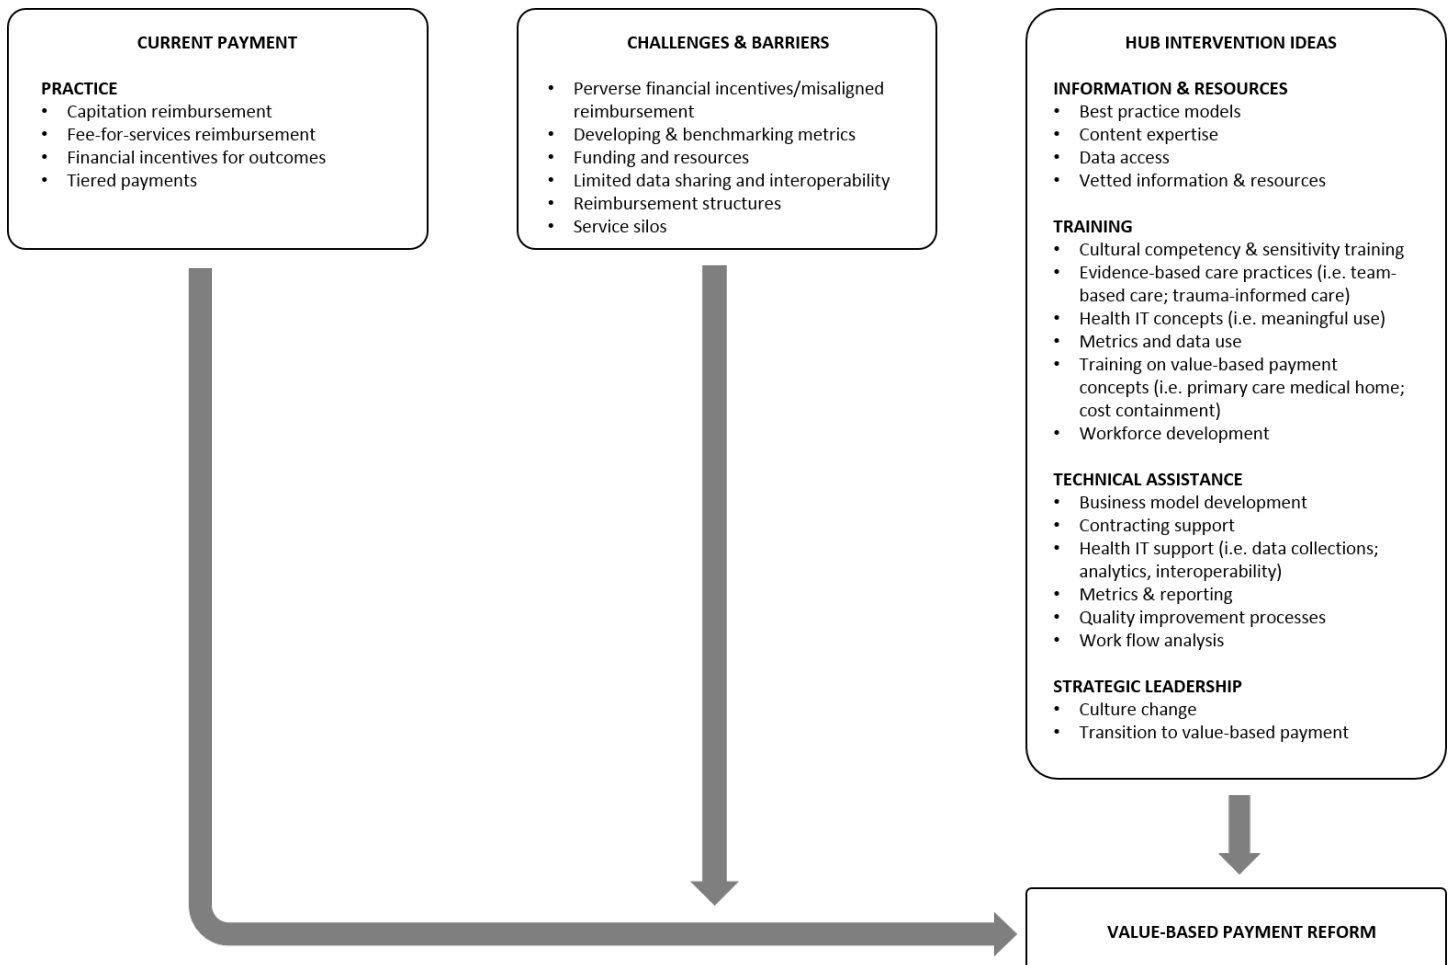 CURRENT PAYMENT
PRACTICE
• Capitation reimbursement
• Fee-for-services reimbursement
• Financial incentives for outcomes
• Tiered payments
CHALLENGES & BARRIERS
• Perverse financial incentives/misaligned
reimbursement
• Developing & benchmarking metrics
• Funding and resources
• Limited data sharing and interoperability
• Reimbursement structures
• Service silos
HUB INTERVENTION IDEAS
INFORMATION & RESOURCES
• Best practice models
• Content expertise
• Data access
• Vetted information & resources
TRAINING
• Cultural competency & sensitivity training
• Evidence-based care practices (i.e. team-
based care; trauma-informed care)
• Health IT concepts (i.e. meaningful use)
• Metrics and data use
• Training on value-based payment
concepts (i.e. primary care medical home;
cost containment)
• Workforce development
TECHNICAL ASSISTANCE
• Business model development
• Contracting support
• Health IT support (i.e. data collections;
analytics, interoperability)
• Metrics & reporting
• Quality improvement processes
• Work flow analysis
STRATEGIC LEADERSHIP
• Culture change
• Transition to value-based payment
VALUE-BASED PAYMENT REFORM